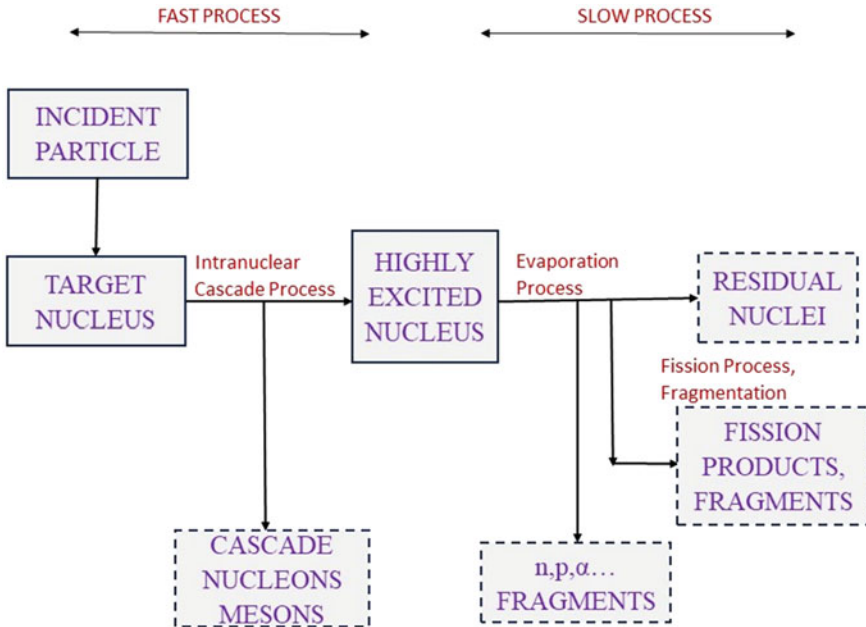 FAST PROCESS
SLOW PROCESS
INCIDENT
PARTICLE
TARGET
NUCLEUS
Intranuclear
Cascade Process
HIGHLY
EXCITED
NUCLEUS
Evaporation
Process
RESIDUAL
NUCLEI
Fission Process,
Fragmentation
FISSION
PRODUCTS,
FRAGMENTS
CASCADE
NUCLEONS
MESONS
n,p,α...
FRAGMENTS